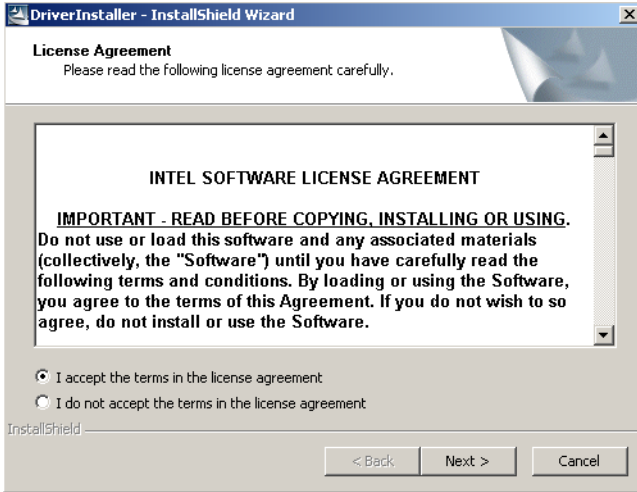 DriverInstaller - InstallShield Wizard
License Agreement
Please read the following license agreement carefully.
INTEL SOFTWARE LICENSE AGREEMENT
IMPORTANT - READ BEFORE COPYING, INSTALLING OR USING.
Do not use or load this software and any associated materials
(collectively, the "Software") until you have carefully read the
following terms and conditions. By loading or using the Software,
you agree to the terms of this Agreement. If you do not wish to so
agree, do not install or use the Software.
I accept the terms in the license agreement
I do not accept the terms in the license agreement
InstallShield
< Back Next > Cancel